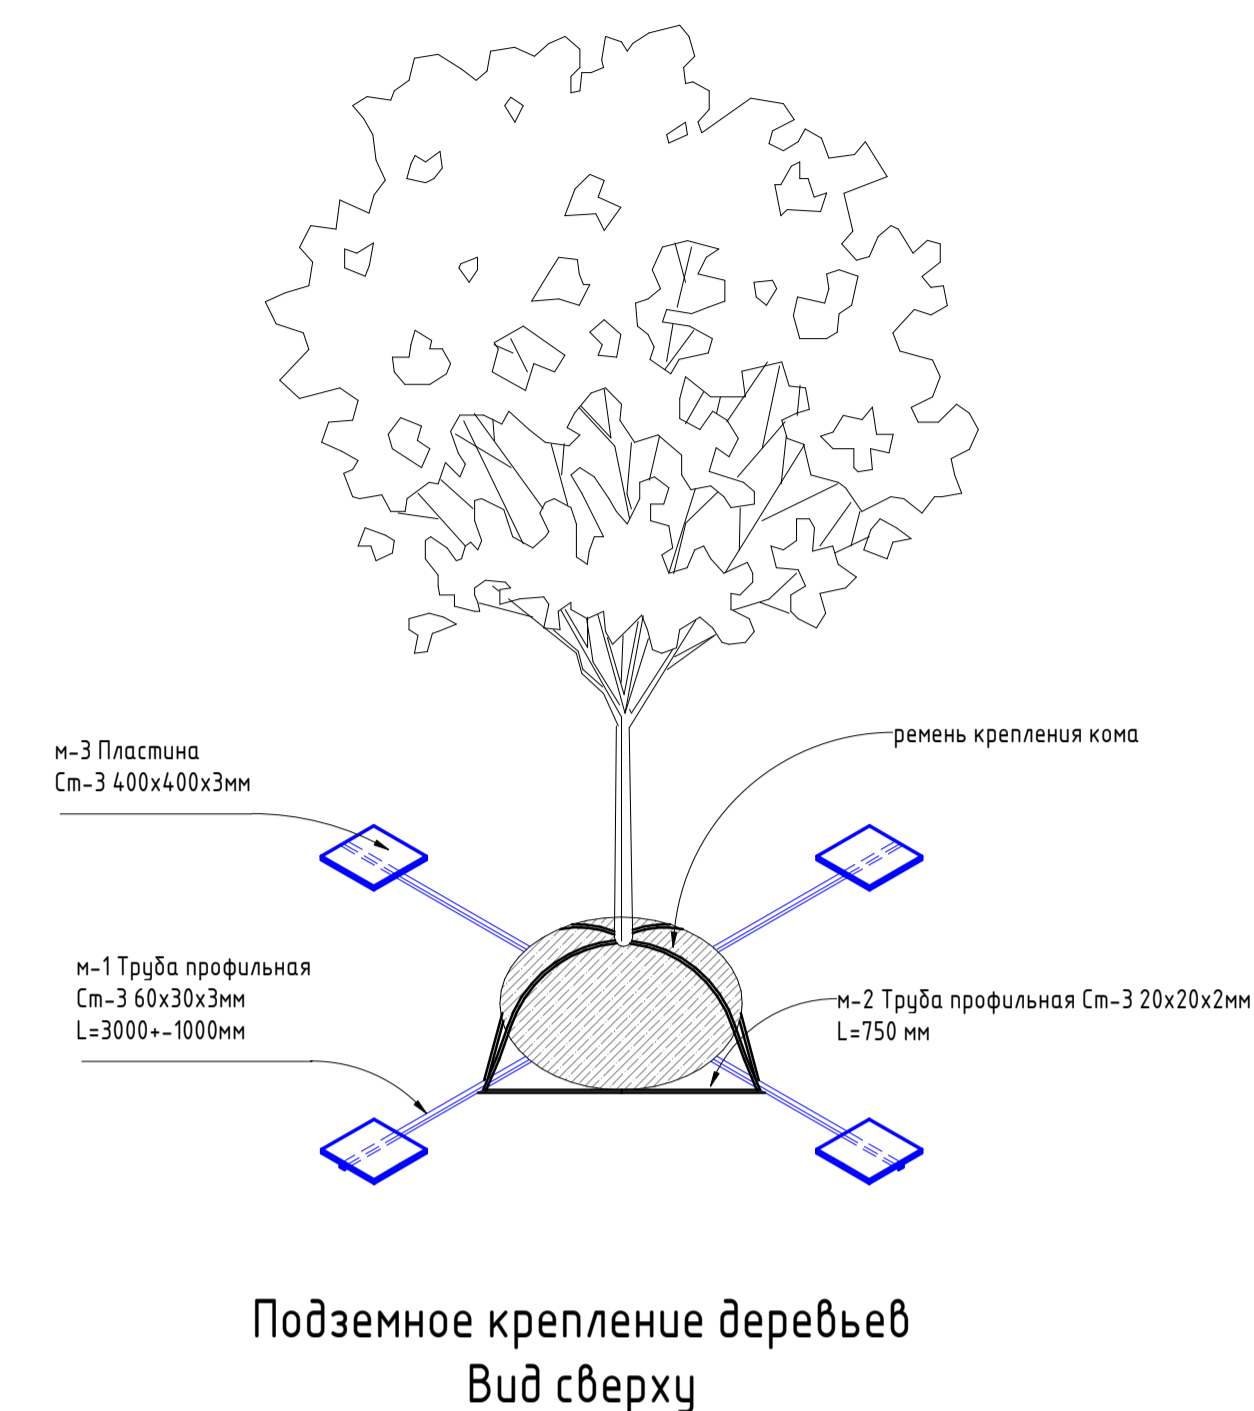 ремень крепления кома
м-3 Пластина
Ст-3 400х400х3мм
м-1 Труба профильная
Ст-3 60х30х3мм
L=3000+-1000мм
м-2 Труба профильная Ст-3 20х20х2мм
L=750 мм
Подземное крепление деревьев
Вид сверху